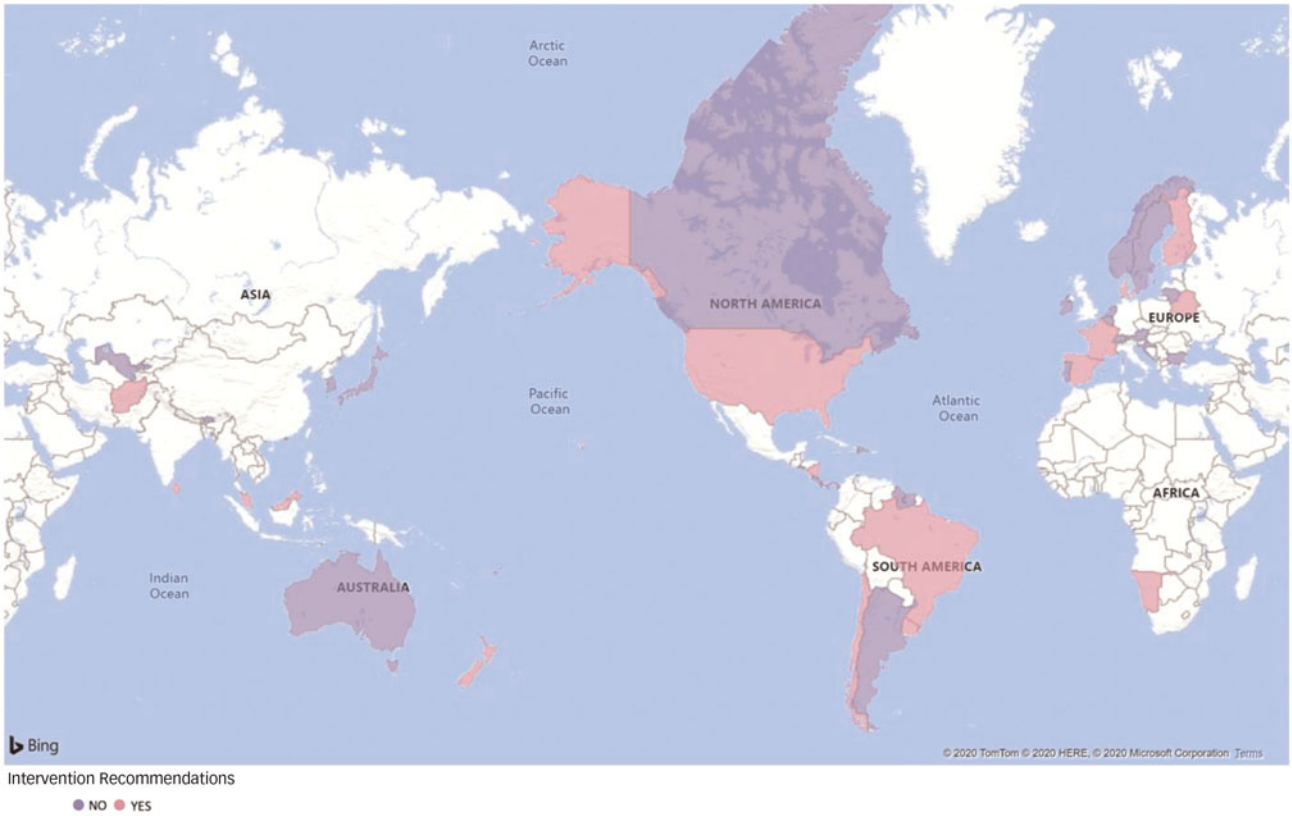 Arctic
Ocean
ASIA
NORTH AMERICA
EUROPE
Pacific
Ocean
Atlantic
Ocean
AFRICA
Indian
Ocean
AUSTRALIA
SOUTH AMERICA
Bing
© 2020 TomTom © 2020 HERE, © 2020 Microsoft Corporation Terms
Intervention Recommendations
NO YES